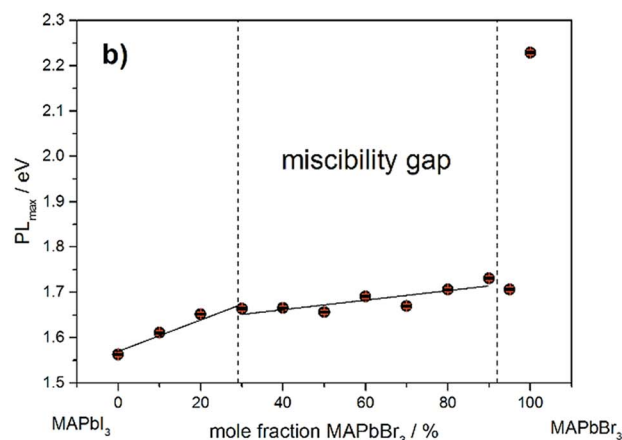 b)
2.3
2.2
2.1
2.0
1.9
1.8
1.7
1.6
1.5
PLmax / eV
miscibility gap
0 20 40 60 80 100
MAPbI3 mole fraction MAPbBr3 / % MAPbBr3